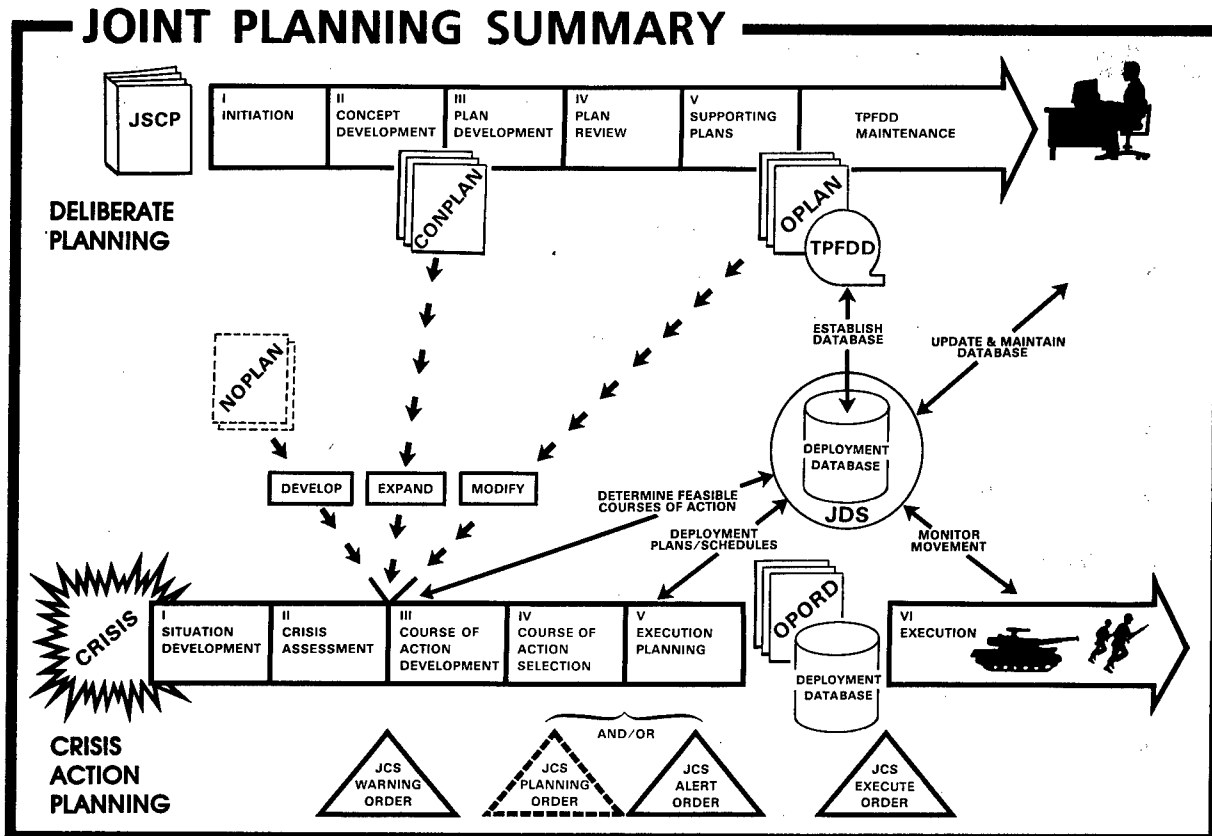 JOINT PLANNING SUMMARY
JSCP
I
INITIATION
II
CONCEPT
DEVELOPMENT
III
PLAN
DEVELOPMENT
IV
PLAN
REVIEW
V
SUPPORTING
PLANS
TPFDD
MAINTENANCE
DELIBERATE
PLANNING
CONPLAN
OPLAN
TPFDD
NOPLAN
ESTABLISH
DATABASE
UPDATE & MAINTAIN
DATABASE
DEPLOYMENT
DATABASE
JDS
DEVELOP
EXPAND
MODIFY
DETERMINE FEASIBLE
COURSES OF ACTION
DEPLOYMENT
PLANS/SCHEDULES
MONITOR
MOVEMENT
CRISIS
I
SITUATION
DEVELOPMENT
II
CRISIS
ASSESSMENT
III
COURSE OF
ACTION
DEVELOPMENT
IV
COURSE OF
ACTION
SELECTION
V
EXECUTION
PLANNING
OPORD
DEPLOYMENT
DATABASE
VI
EXECUTION
CRISIS
ACTION
PLANNING
AND/OR
JCS
WARNING
ORDER
JCS
PLANNING
ORDER
JCS
ALERT
ORDER
JCS
EXECUTE
ORDER